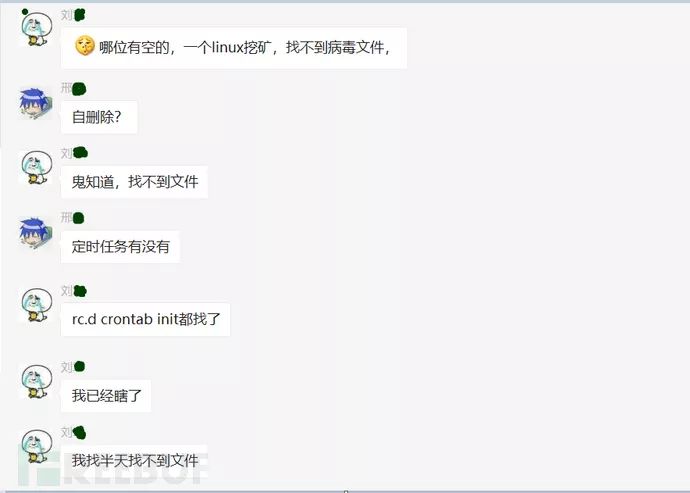 刘
哪位有空的，一个linux挖矿，找不到病毒文件，
邢
自删除？
刘
鬼知道，找不到文件
邢
定时任务有没有
刘
rc.d crontab init都找了
刘
我已经瞎了
刘
我找半天找不到文件
FREEBUF